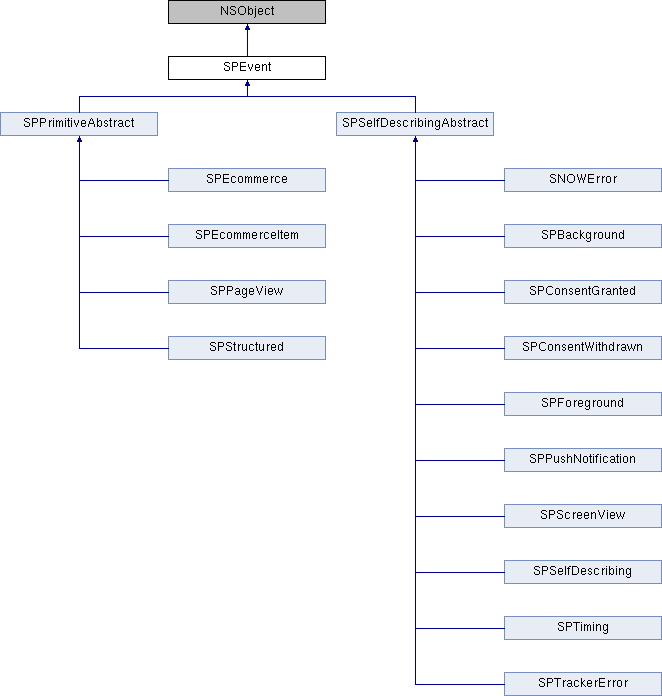 NSObject
SPEvent
SPPrimitiveAbstract
SPSelfDescribingAbstract
SPEcommerce
SNOWError
SPEcommerceItem
SPBackground
SPPageView
SPConsentGranted
SPStructured
SPConsentWithdrawn
SPForeground
SPPushNotification
SPScreenView
SPSelfDescribing
SPTiming
SPTrackerError